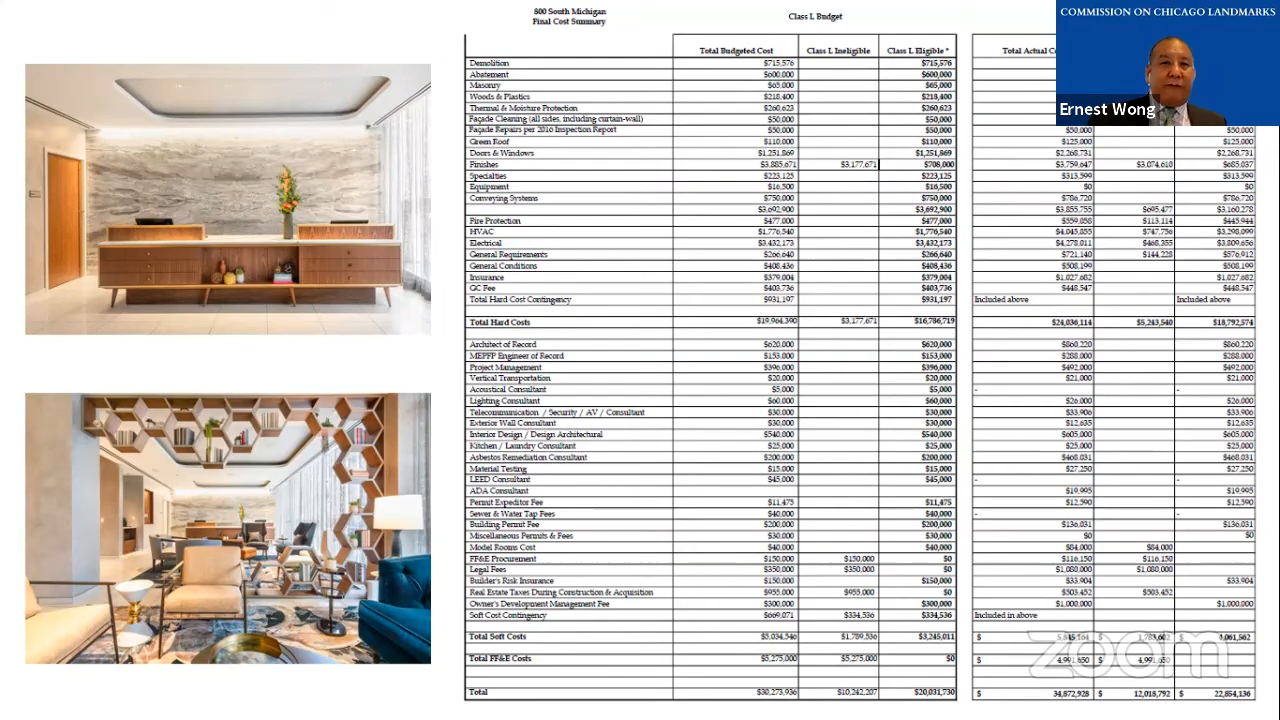 800 South Michigan
Final Cost Summary
Class L Budget
COMMISSION ON CHICAGO LANDMARKS
Ernest Wong
Total Budgeted Cost Class L Ineligible Class L Eligible * Total Actual
Demolition $715,576 $715,576
Abatement $600,000 $600,000
Masonry $65,000 $65,000
Woods & Plastics $218,400 $218,400
Thermal & Moisture Protection $260,623 $260,623
Façade Cleaning (all sides, including curtain-wall) $50,000 $50,000
Façade Repairs per 2016 Inspection Report $50,000 $50,000 $50,000 $50,000
Green Roof $110,000 $110,000 $125,000 $125,000
Doors & Windows $1,251,869 $1,251,869 $2,268,731 $2,268,731
Finishes $3,885,671 $3,177,671 $708,000 $3,759,647 $3,074,610 $685,037
Specialties $223,125 $223,125 $313,599 $313,599
Equipment $16,500 $16,500 $0 $0
Conveying Systems $750,000 $750,000 $786,720 $786,720
$3,692,900 $3,692,900 $3,855,755 $695,477 $3,160,278
Fire Protection $477,000 $477,000 $559,058 $113,114 $445,944
HVAC $1,776,540 $1,776,540 $4,045,855 $747,756 $3,298,099
Electrical $3,432,173 $3,432,173 $4,278,011 $468,355 $3,809,656
General Requirements $266,640 $266,640 $721,140 $144,228 $576,912
General Conditions $408,436 $408,436 $508,199 $508,199
Insurance $379,004 $379,004 $1,027,682 $1,027,682
GC Fee $403,736 $403,736 $448,547 $448,547
Total Hard Cost Contingency $931,197 $931,197 Included above Included above
Total Hard Costs $19,964,390 $3,177,671 $16,786,719 $24,036,114 $5,243,540 $18,792,574
Architect of Record $620,000 $620,000 $860,220 $860,220
MEPFP Engineer of Record $153,000 $153,000 $288,000 $288,000
Project Management $396,000 $396,000 $492,000 $492,000
Vertical Transportation $20,000 $20,000 $21,000 $21,000
Acoustical Consultant $5,000 $5,000 - -
Lighting Consultant $60,000 $60,000 $26,000 $26,000
Telecommunication / Security / AV / Consultant $30,000 $30,000 $33,906 $33,906
Exterior Wall Consultant $30,000 $30,000 $12,635 $12,635
Interior Design / Design Architectural $540,000 $540,000 $605,000 $605,000
Kitchen / Laundry Consultant $25,000 $25,000 $25,000 $25,000
Asbestos Remediation Consultant $200,000 $200,000 $468,031 $468,031
Material Testing $15,000 $15,000 $27,250 $27,250
LEED Consultant $45,000 $45,000 - -
ADA Consultant $19,995 $19,995
Permit Expeditor Fee $11,475 $11,475 $12,590 $12,590
Sewer & Water Tap Fees $40,000 $40,000 - -
Building Permit Fee $200,000 $200,000 $136,031 $136,031
Miscellaneous Permits & Fees $30,000 $30,000 $0 $0
Model Rooms Cost $40,000 $40,000 $84,000 $84,000
FF&E Procurement $150,000 $150,000 $0 $116,150 $116,150
Legal Fees $350,000 $350,000 $0 $1,080,000 $1,080,000
Builder's Risk Insurance $150,000 $150,000 $33,904 $33,904
Real Estate Taxes During Construction & Acquisition $955,000 $955,000 $0 $503,452 $503,452
Owner's Development Management Fee $300,000 $300,000 $1,000,000 $1,000,000
Soft Cost Contingency $669,071 $334,536 $334,536 Included in above
Total Soft Costs $5,034,546 $1,789,536 $3,245,011 $ 5,845,164 $ 1,783,602 $ 4,061,562
Total FF&E Costs $5,275,000 $5,275,000 $0 $ 4,991,650 $ 4,991,650
Total $30,273,936 $10,242,207 $20,031,730 $ 34,872,928 $ 12,018,792 $ 22,854,136
zoom